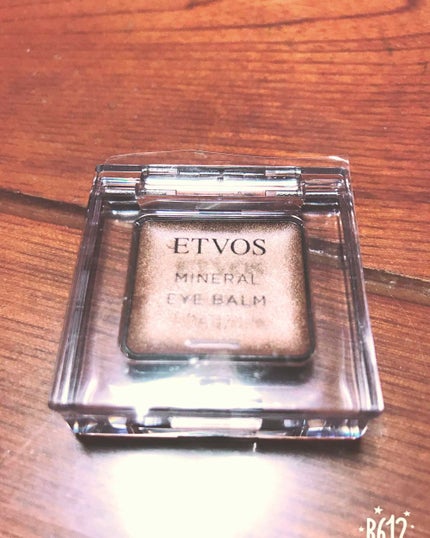 ETVOS
MINERAL
EYE BALM
B612